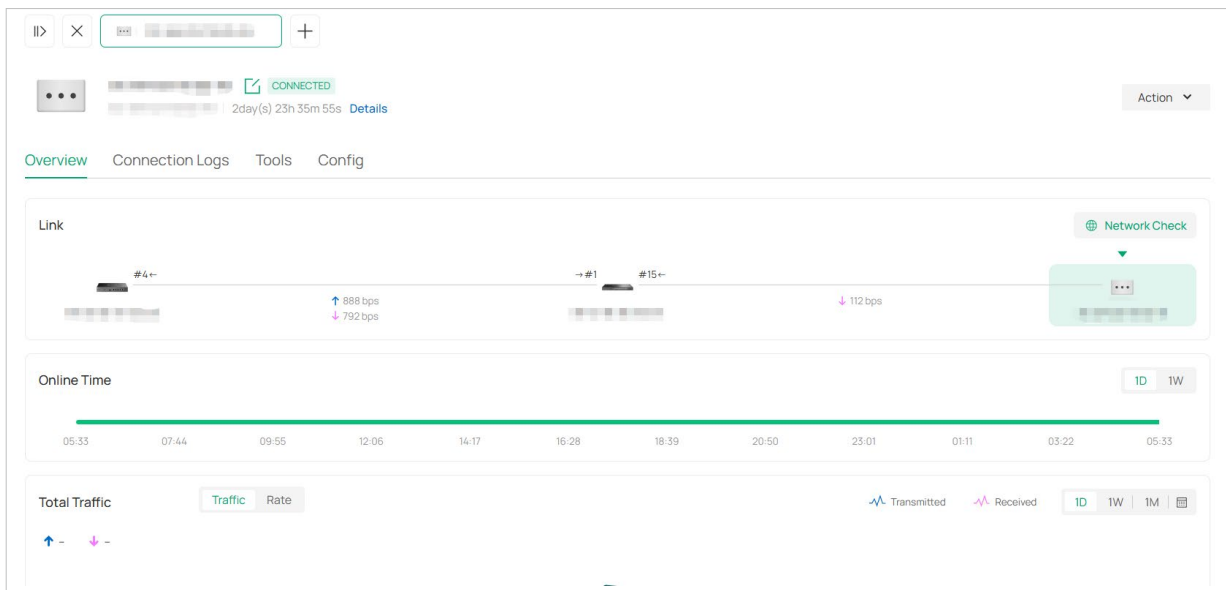 CONNECTED
2day(s) 23h 35m 55s Details
Action
Overview Connection Logs Tools Config
Link
Network Check
#4← →#1 #15←
↑ 888 bps
↓ 792 bps
↓ 112 bps
Online Time
1D 1W
05:33 07:44 09:55 12:06 14:17 16:28 18:39 20:50 23:01 01:11 03:22 05:33
Total Traffic Traffic Rate Transmitted Received 1D 1W 1M
↑ – ↓ –